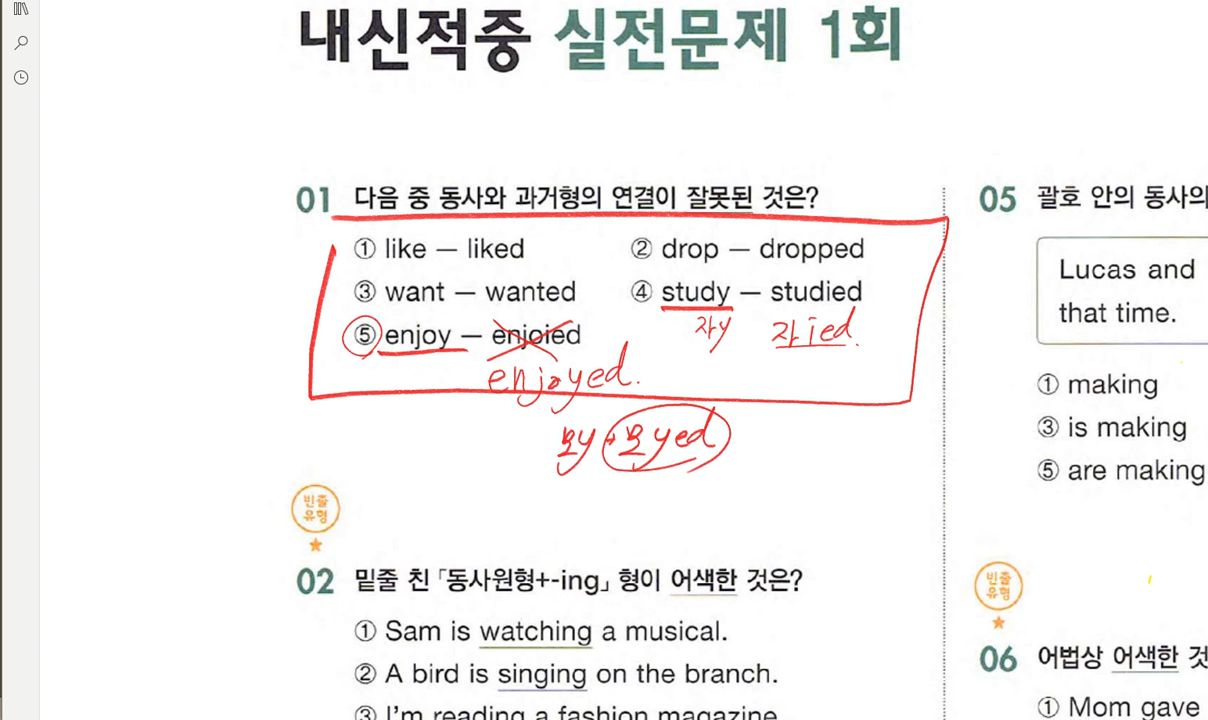 내신적중 실전문제 1회
01 다음 중 동사와 과거형의 연결이 잘못된 것은?
① like – liked ② drop – dropped
③ want – wanted ④ study – studied
자y 자ied.
⑤ enjoy – enjoied
enjoyed.
모y → 모yed
빈출
유형
02 밑줄 친 「동사원형+-ing」 형이 어색한 것은?
① Sam is watching a musical.
② A bird is singing on the branch.
③ I'm reading a fashion magazine.
05 괄호 안의 동사의
Lucas and
that time.
① making
③ is making
⑤ are making
빈출
유형
06 어법상 어색한 것
① Mom gave